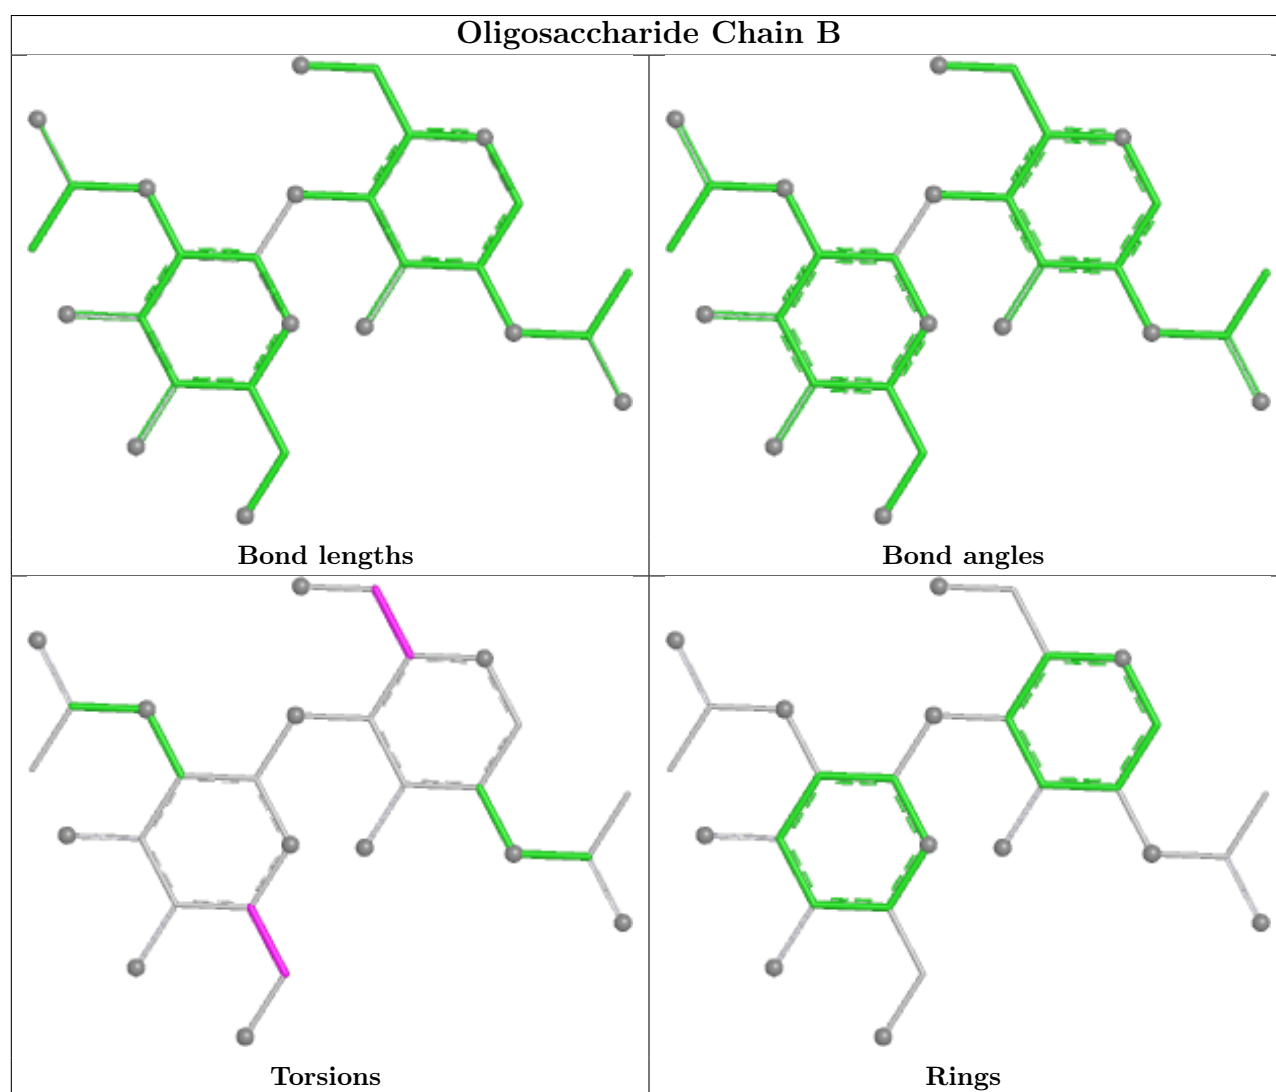 Oligosaccharide Chain B
Bond lengths
Bond angles
Torsions
Rings